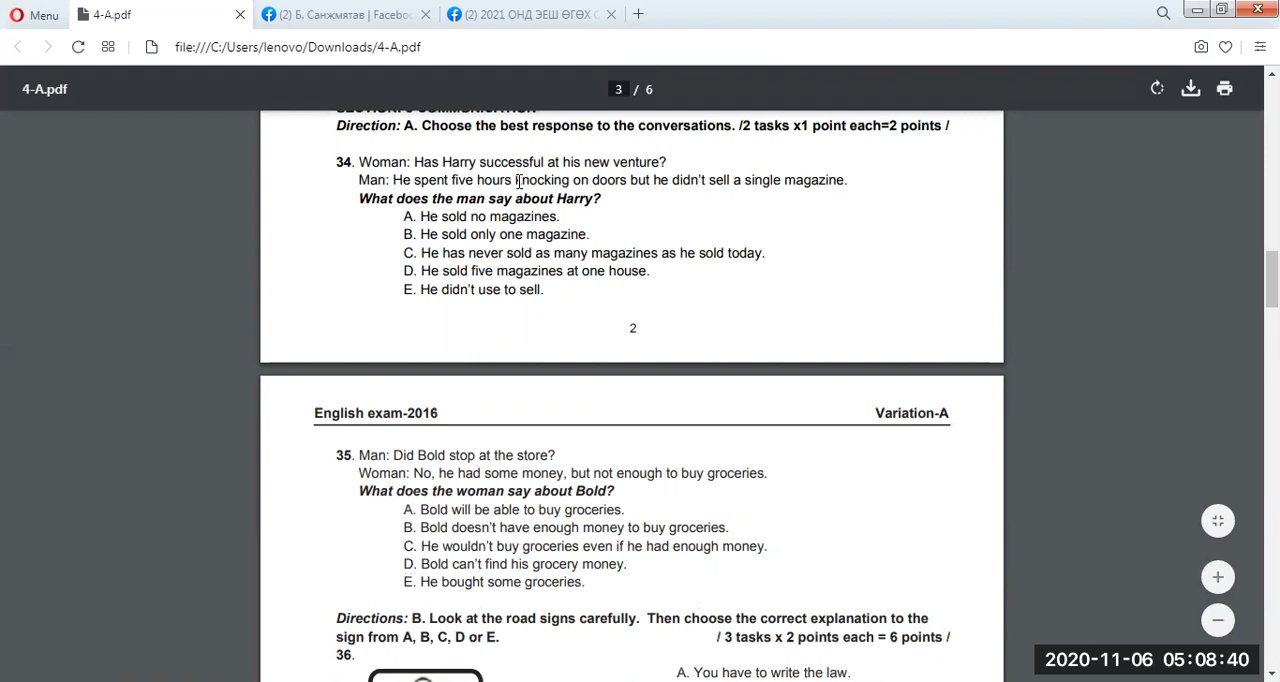 Menu
4-A.pdf
(2) Б. Санжмятав | Facebo
(2) 2021 ОНД ЭЕШ ӨГӨХ С
file:///C:/Users/lenovo/Downloads/4-A.pdf
4-A.pdf
3 / 6
SECTION. 3 COMMUNICATION
Direction: A. Choose the best response to the conversations. /2 tasks x1 point each=2 points /
34. Woman: Has Harry successful at his new venture?
Man: He spent five hours knocking on doors but he didn't sell a single magazine.
What does the man say about Harry?
A. He sold no magazines.
B. He sold only one magazine.
C. He has never sold as many magazines as he sold today.
D. He sold five magazines at one house.
E. He didn't use to sell.
2
English exam-2016 Variation-A
35. Man: Did Bold stop at the store?
Woman: No, he had some money, but not enough to buy groceries.
What does the woman say about Bold?
A. Bold will be able to buy groceries.
B. Bold doesn't have enough money to buy groceries.
C. He wouldn't buy groceries even if he had enough money.
D. Bold can't find his grocery money.
E. He bought some groceries.
Directions: B. Look at the road signs carefully. Then choose the correct explanation to the
sign from A, B, C, D or E. / 3 tasks x 2 points each = 6 points /
36.
A. You have to write the law.
2020-11-06 05:08:40